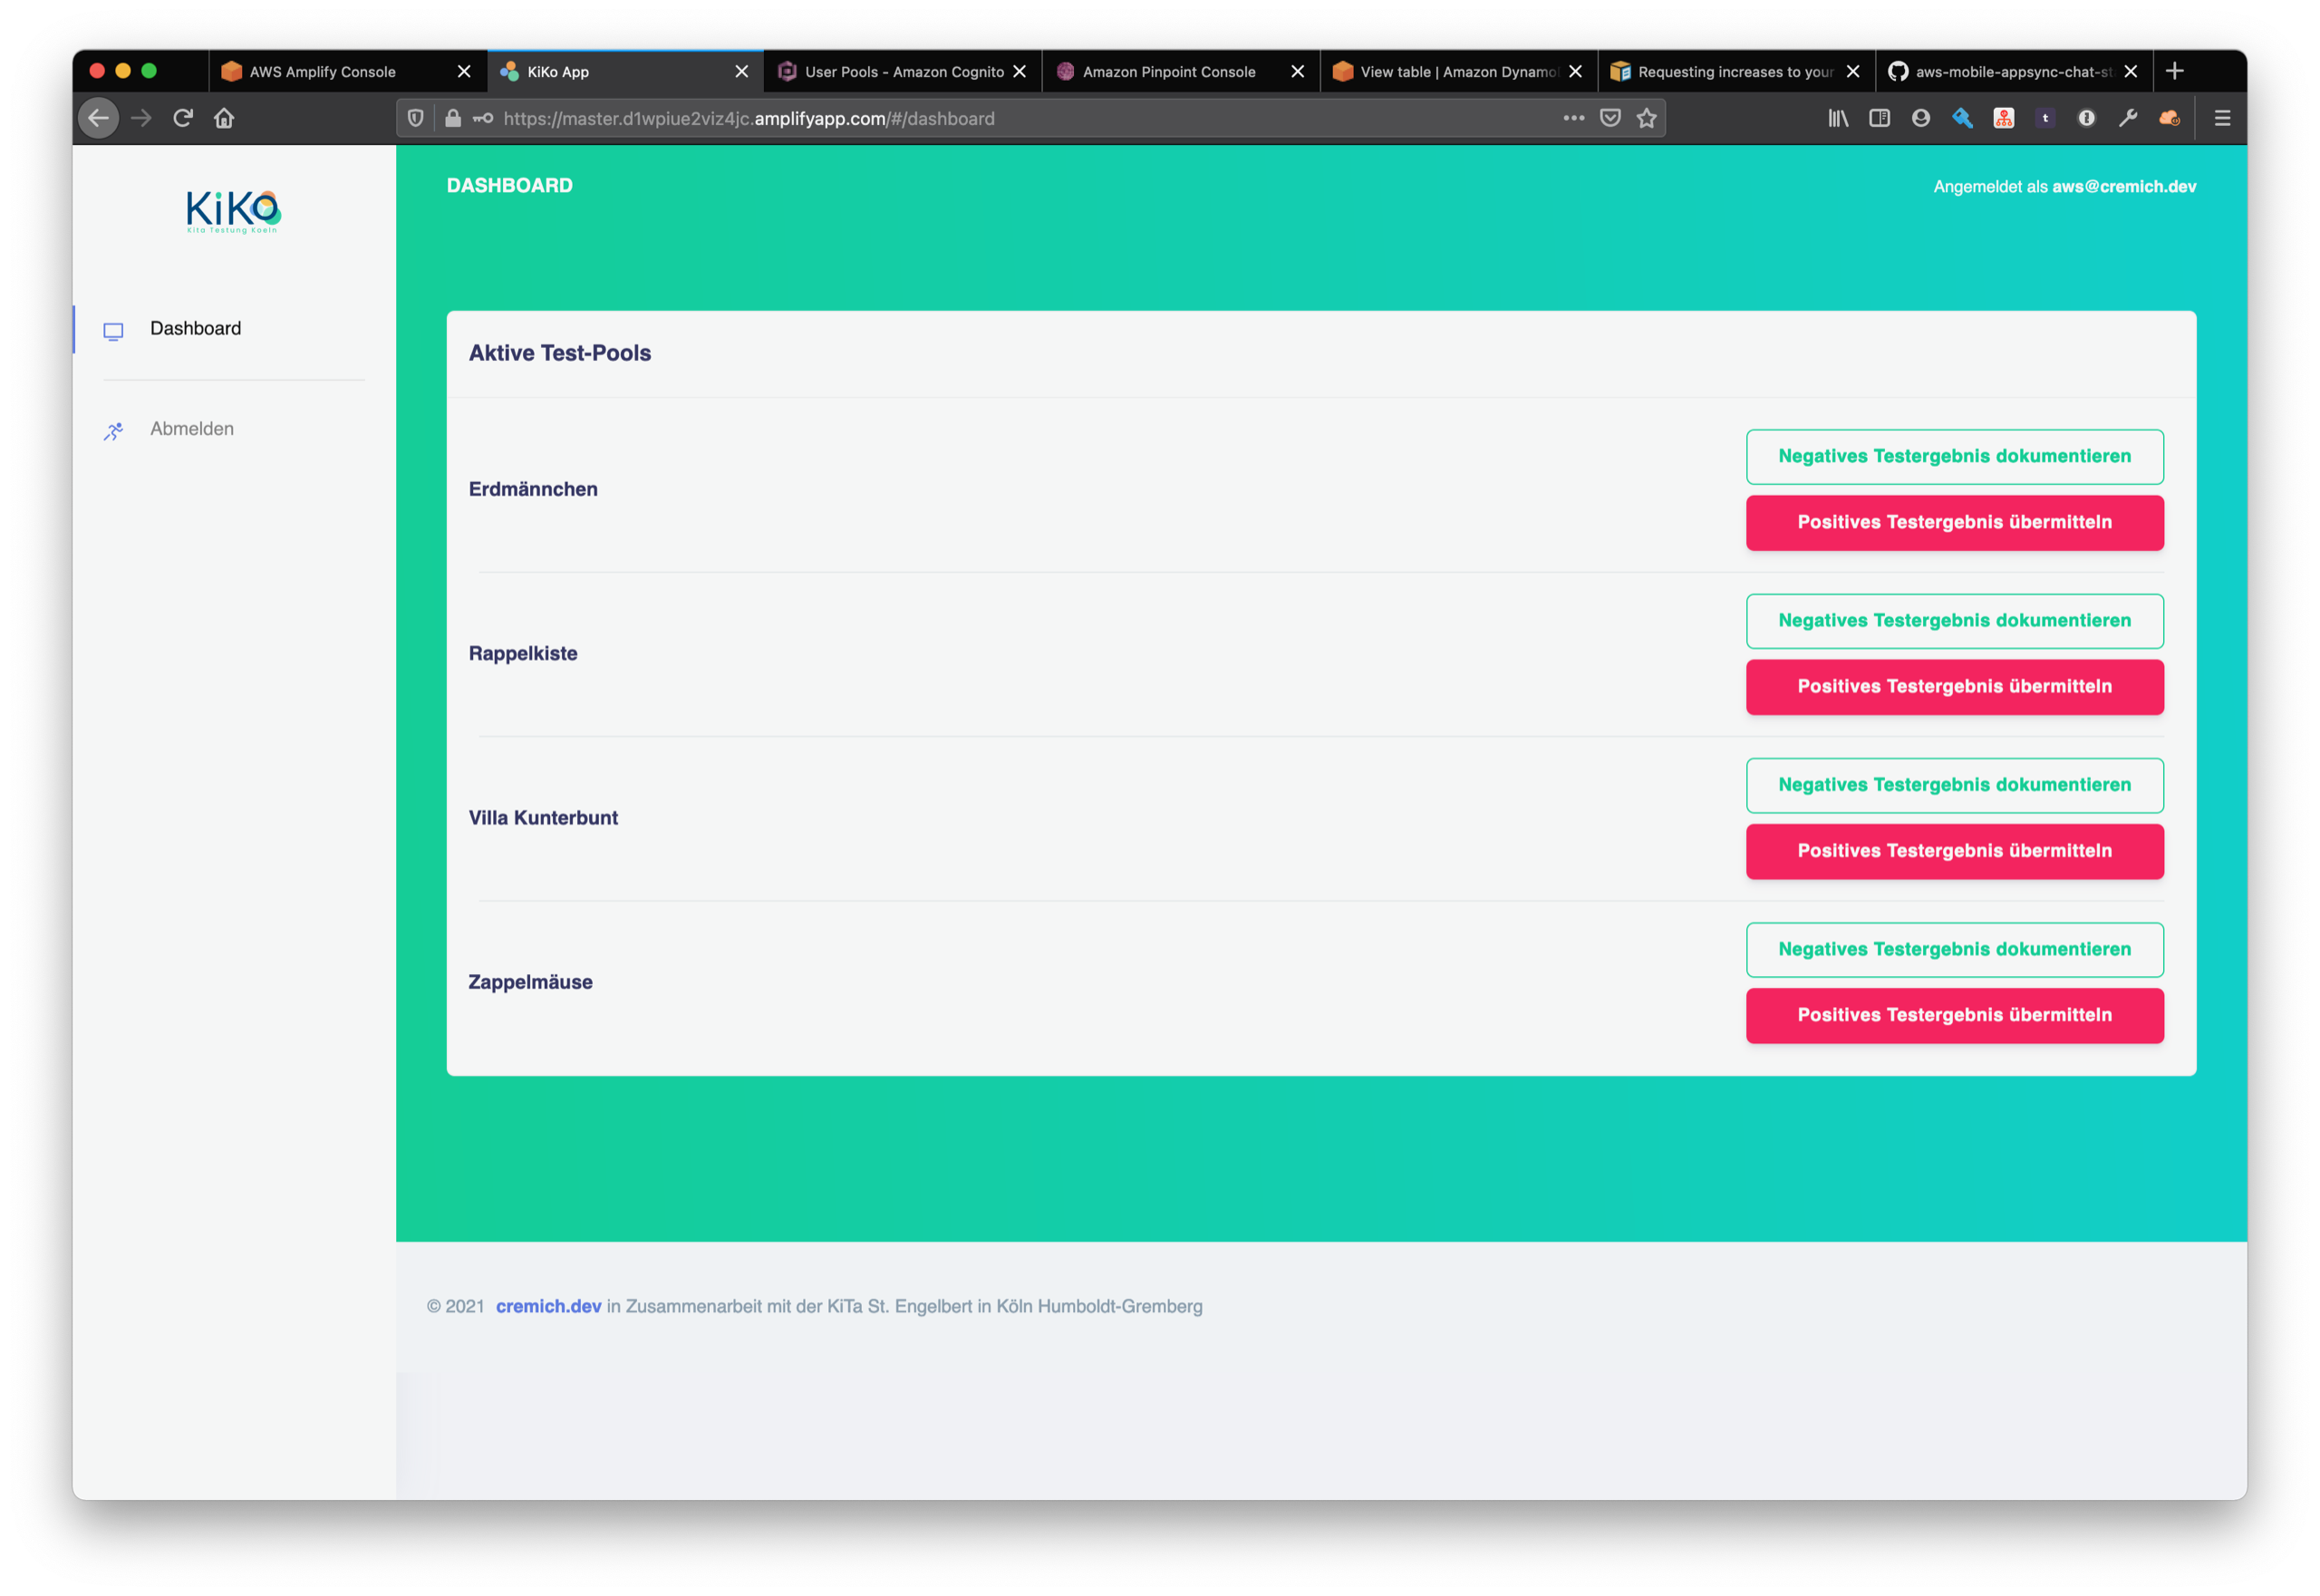 AWS Amplify Console
KiKo App
User Pools - Amazon Cognito
Amazon Pinpoint Console
View table | Amazon Dynamo
Requesting increases to your
aws-mobile-appsync-chat-st
https://master.d1wpiue2viz4jc.amplifyapp.com/#/dashboard
KiKo
Kita Testung Koeln
Dashboard
Abmelden
DASHBOARD
Angemeldet als aws@cremich.dev
Aktive Test-Pools
Erdmännchen
Negatives Testergebnis dokumentieren
Positives Testergebnis übermitteln
Rappelkiste
Negatives Testergebnis dokumentieren
Positives Testergebnis übermitteln
Villa Kunterbunt
Negatives Testergebnis dokumentieren
Positives Testergebnis übermitteln
Zappelmäuse
Negatives Testergebnis dokumentieren
Positives Testergebnis übermitteln
© 2021 cremich.dev in Zusammenarbeit mit der KiTa St. Engelbert in Köln Humboldt-Gremberg